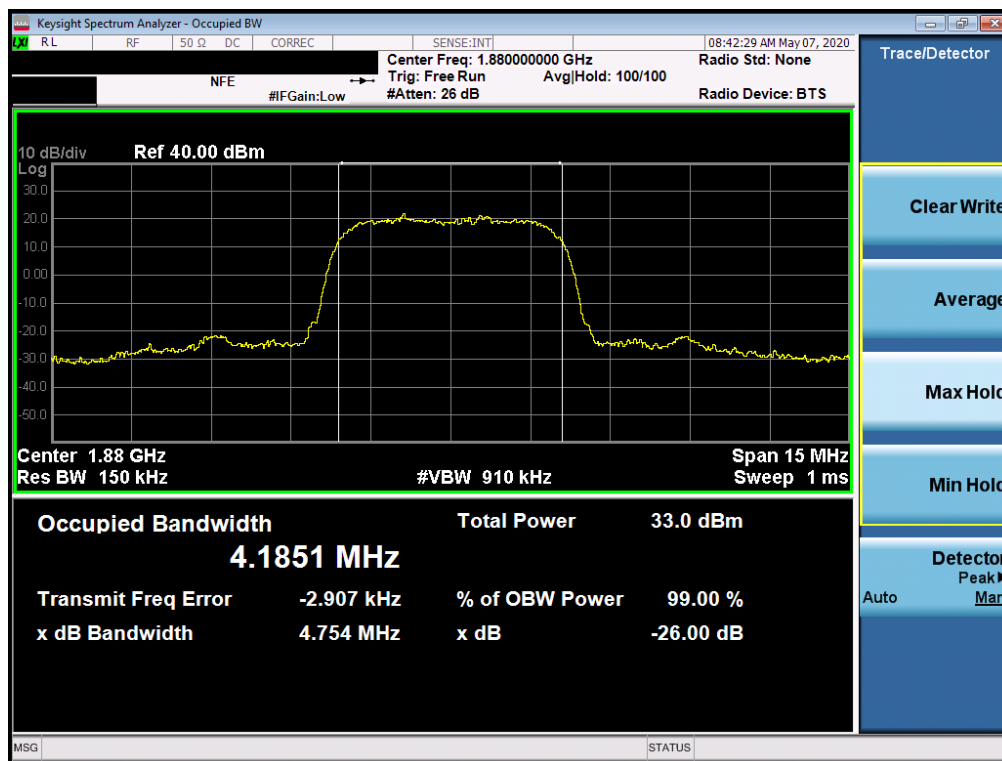 Keysight Spectrum Analyzer - Occupied BW
LXI RL RF 50 Ω DC CORREC SENSE:INT 08:42:29 AM May 07, 2020
Center Freq: 1.880000000 GHz Radio Std: None
NFE Trig: Free Run Avg|Hold: 100/100
#IFGain:Low #Atten: 26 dB Radio Device: BTS
10 dB/div Ref 40.00 dBm
Log
30.0
20.0
10.0
0.00
-10.0
-20.0
-30.0
-40.0
-50.0
Center 1.88 GHz Span 15 MHz
Res BW 150 kHz #VBW 910 kHz Sweep 1 ms
Occupied Bandwidth Total Power 33.0 dBm
4.1851 MHz
Transmit Freq Error -2.907 kHz % of OBW Power 99.00 %
x dB Bandwidth 4.754 MHz x dB -26.00 dB
MSG STATUS
Trace/Detector
Clear Write
Average
Max Hold
Min Hold
Detector
Peak
Auto Man